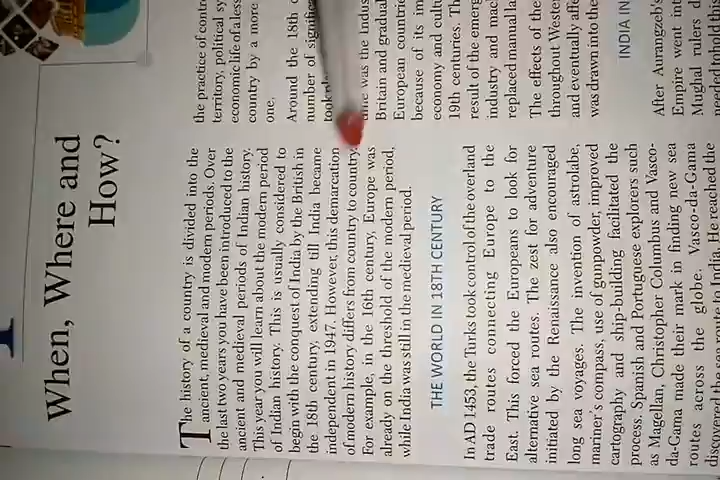 When, Where and
How?
The history of a country is divided into the
ancient, medieval and modern periods. Over
the last two years you have been introduced to the
ancient and medieval periods of Indian history.
This year you will learn about the modern period
of Indian history. This is usually considered to
begin with the conquest of India by the British in
the 18th century, extending till India became
independent in 1947. However, this demarcation
of modern history differs from country to country.
For example, in the 16th century, Europe was
already on the threshold of the modern period,
while India was still in the medieval period.
THE WORLD IN 18TH CENTURY
In AD 1453, the Turks took control of the overland
trade routes connecting Europe to the
East. This forced the Europeans to look for
alternative sea routes. The zest for adventure
initiated by the Renaissance also encouraged
long sea voyages. The invention of astrolabe,
mariner's compass, use of gunpowder, improved
cartography and ship-building facilitated the
process. Spanish and Portuguese explorers such
as Magellan, Christopher Columbus and Vasco-
da-Gama made their mark in finding new sea
routes across the globe. Vasco-da-Gama
discovered the sea route to India. He reached the
the practice of
territory, political
economic life of a
country by a more
one.
Around the 18th
number of
was the
Britain and
European
because of its
economy and
19th centuries.
result of the
industry and
replaced
The effects of the
throughout
and eventually
was drawn into the
INDIA IN
After Aurangzeb's
Empire went
Mughal rulers